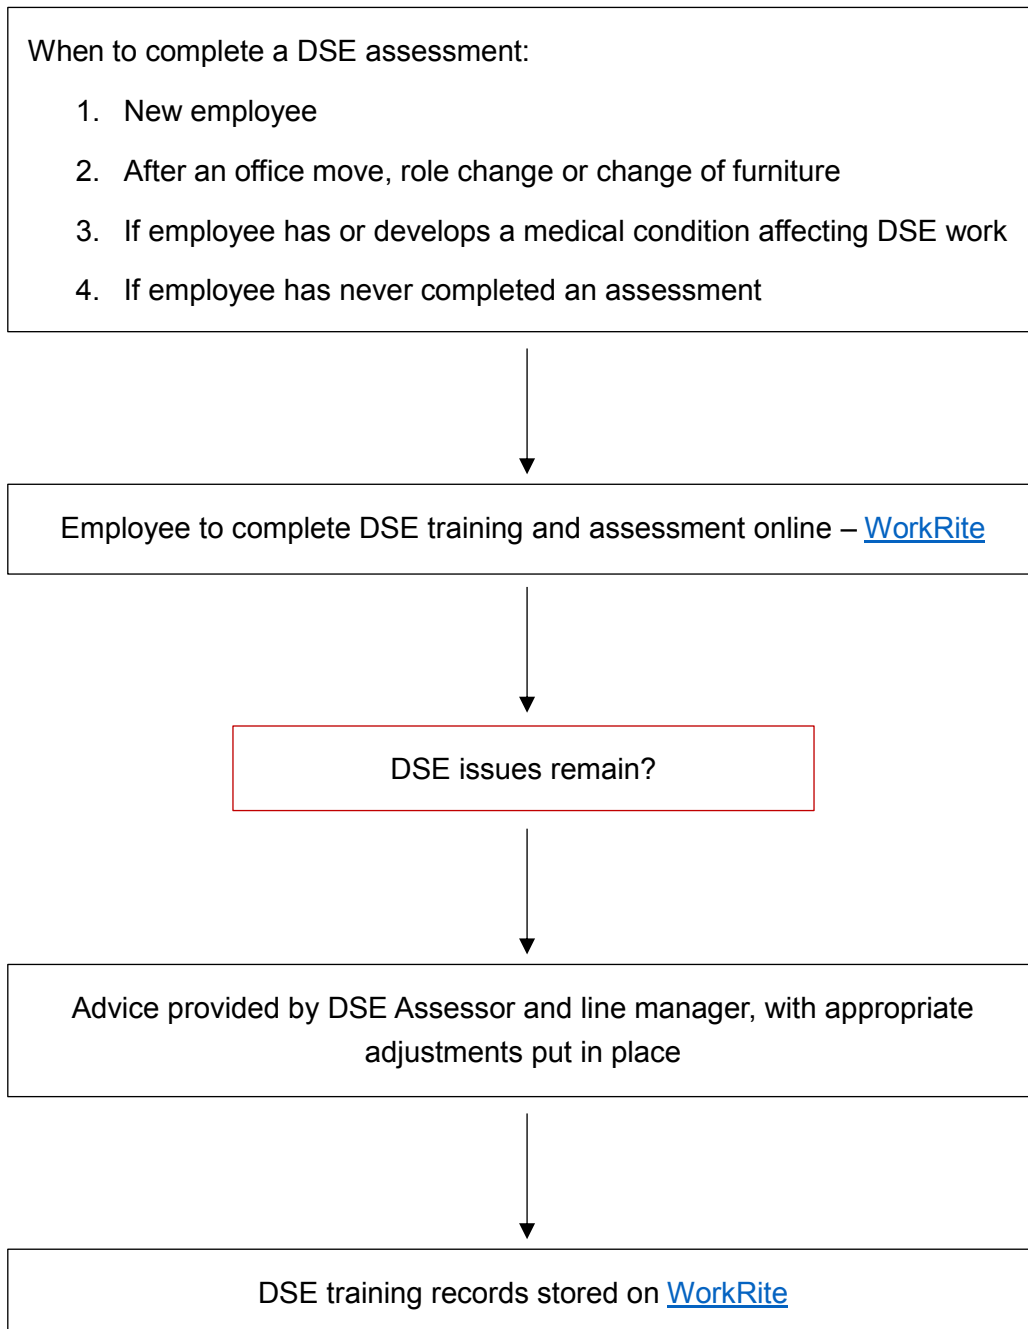 When to complete a DSE assessment:
1. New employee
2. After an office move, role change or change of furniture
3. If employee has or develops a medical condition affecting DSE work
4. If employee has never completed an assessment
Employee to complete DSE training and assessment online – WorkRite
DSE issues remain?
Advice provided by DSE Assessor and line manager, with appropriate
adjustments put in place
DSE training records stored on WorkRite